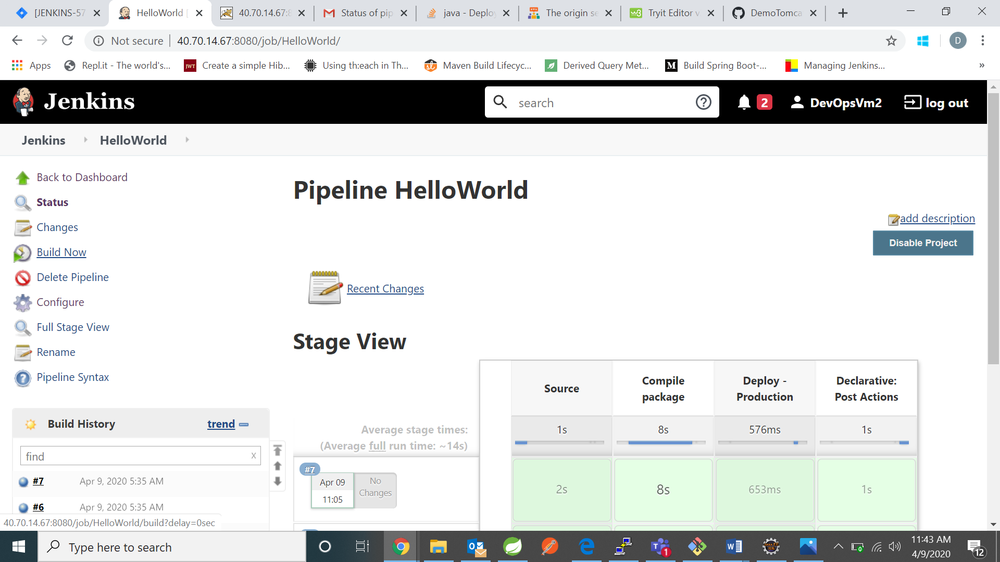 [JENKINS-57
HelloWorld [
40.70.14.67:8
Status of pip
java - Deploy
The origin se
Tryit Editor v
DemoTomca
Not secure
40.70.14.67:8080/job/HelloWorld/
D
Apps
Repl.it - The world's...
JWT
Create a simple Hib...
Using th:each in Th...
Maven Build Lifecyc...
Derived Query Met...
M
Build Spring Boot-...
Managing Jenkins...
»
Jenkins
search
2
DevOpsVm2
log out
Jenkins
HelloWorld
Back to Dashboard
Status
Changes
Build Now
Delete Pipeline
Configure
Full Stage View
Rename
Pipeline Syntax
Pipeline HelloWorld
add description
Disable Project
Recent Changes
Stage View
Source
Compile
package
Deploy -
Production
Declarative:
Post Actions
Average stage times:
(Average full run time: ~14s)
1s
8s
576ms
1s
#7
Apr 09
11:05
No
Changes
2s
8s
653ms
1s
Build History
trend
find
x
#7
Apr 9, 2020 5:35 AM
#6
Apr 9, 2020 5:35 AM
40.70.14.67:8080/job/HelloWorld/build?delay=0sec
Type here to search
1
11:43 AM
4/9/2020
12